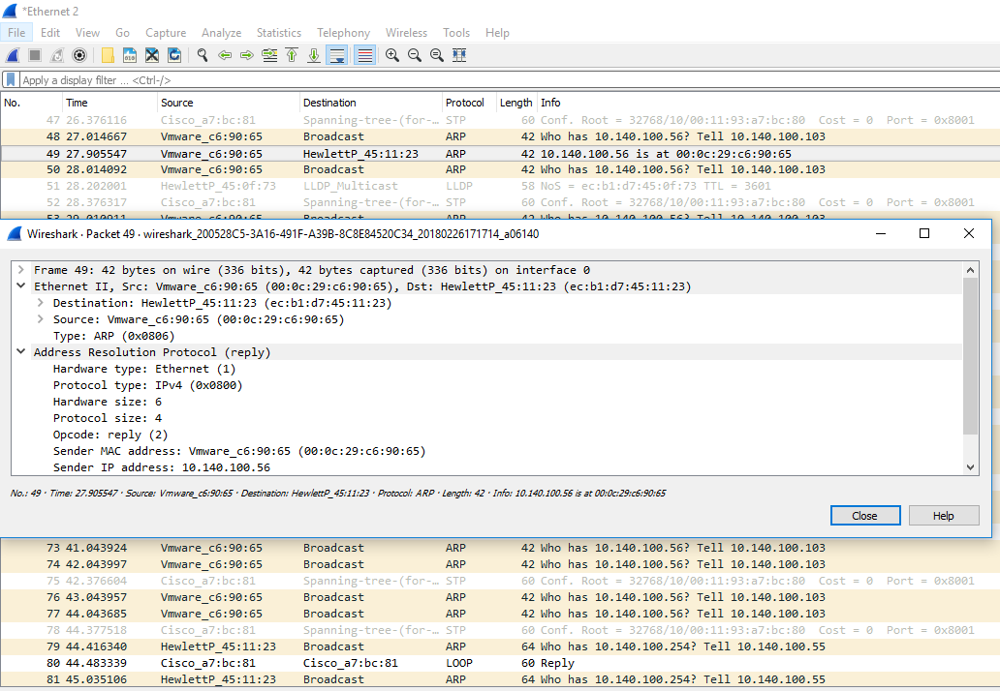 *Ethernet 2
File Edit View Go Capture Analyze Statistics Telephony Wireless Tools Help
Apply a display filter ... <Ctrl-/>
No. Time Source Destination Protocol Length Info
47 26.376116 Cisco_a7:bc:81 Spanning-tree-(for-… STP 60 Conf. Root = 32768/10/00:11:93:a7:bc:80 Cost = 0 Port = 0x8001
48 27.014667 Vmware_c6:90:65 Broadcast ARP 42 Who has 10.140.100.56? Tell 10.140.100.103
49 27.905547 Vmware_c6:90:65 HewlettP_45:11:23 ARP 42 10.140.100.56 is at 00:0c:29:c6:90:65
50 28.014092 Vmware_c6:90:65 Broadcast ARP 42 Who has 10.140.100.56? Tell 10.140.100.103
51 28.202001 HewlettP_45:0f:73 LLDP_Multicast LLDP 58 NoS = ec:b1:d7:45:0f:73 TTL = 3601
52 28.376317 Cisco_a7:bc:81 Spanning-tree-(for-… STP 60 Conf. Root = 32768/10/00:11:93:a7:bc:80 Cost = 0 Port = 0x8001
53 29.010911 Vmware_c6:90:65 Broadcast ARP 42 Who has 10.140.100.56? Tell 10.140.100.103
Wireshark · Packet 49 · wireshark_200528C5-3A16-491F-A39B-8C8E84520C34_20180226171714_a06140
Frame 49: 42 bytes on wire (336 bits), 42 bytes captured (336 bits) on interface 0
Ethernet II, Src: Vmware_c6:90:65 (00:0c:29:c6:90:65), Dst: HewlettP_45:11:23 (ec:b1:d7:45:11:23)
Destination: HewlettP_45:11:23 (ec:b1:d7:45:11:23)
Source: Vmware_c6:90:65 (00:0c:29:c6:90:65)
Type: ARP (0x0806)
Address Resolution Protocol (reply)
Hardware type: Ethernet (1)
Protocol type: IPv4 (0x0800)
Hardware size: 6
Protocol size: 4
Opcode: reply (2)
Sender MAC address: Vmware_c6:90:65 (00:0c:29:c6:90:65)
Sender IP address: 10.140.100.56
No.: 49 · Time: 27.905547 · Source: Vmware_c6:90:65 · Destination: HewlettP_45:11:23 · Protocol: ARP · Length: 42 · Info: 10.140.100.56 is at 00:0c:29:c6:90:65
Close Help
73 41.043924 Vmware_c6:90:65 Broadcast ARP 42 Who has 10.140.100.56? Tell 10.140.100.103
74 42.043997 Vmware_c6:90:65 Broadcast ARP 42 Who has 10.140.100.56? Tell 10.140.100.103
75 42.376604 Cisco_a7:bc:81 Spanning-tree-(for-… STP 60 Conf. Root = 32768/10/00:11:93:a7:bc:80 Cost = 0 Port = 0x8001
76 43.043957 Vmware_c6:90:65 Broadcast ARP 42 Who has 10.140.100.56? Tell 10.140.100.103
77 44.043685 Vmware_c6:90:65 Broadcast ARP 42 Who has 10.140.100.56? Tell 10.140.100.103
78 44.377518 Cisco_a7:bc:81 Spanning-tree-(for-… STP 60 Conf. Root = 32768/10/00:11:93:a7:bc:80 Cost = 0 Port = 0x8001
79 44.416340 HewlettP_45:11:23 Broadcast ARP 64 Who has 10.140.100.254? Tell 10.140.100.55
80 44.483339 Cisco_a7:bc:81 Cisco_a7:bc:81 LOOP 60 Reply
81 45.035106 HewlettP_45:11:23 Broadcast ARP 64 Who has 10.140.100.254? Tell 10.140.100.55